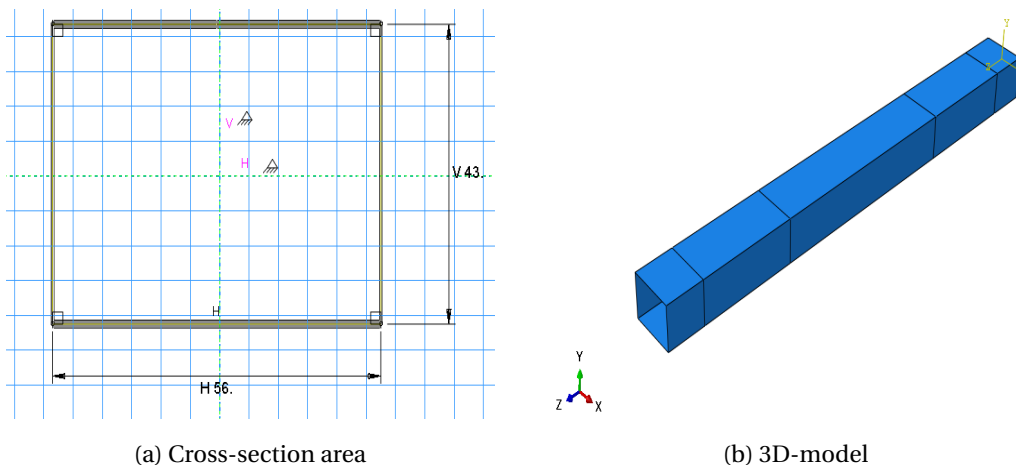 V
H
V 43.
H
H 56.
Y
Z
Y
Z
X
(a) Cross-section area
(b) 3D-model